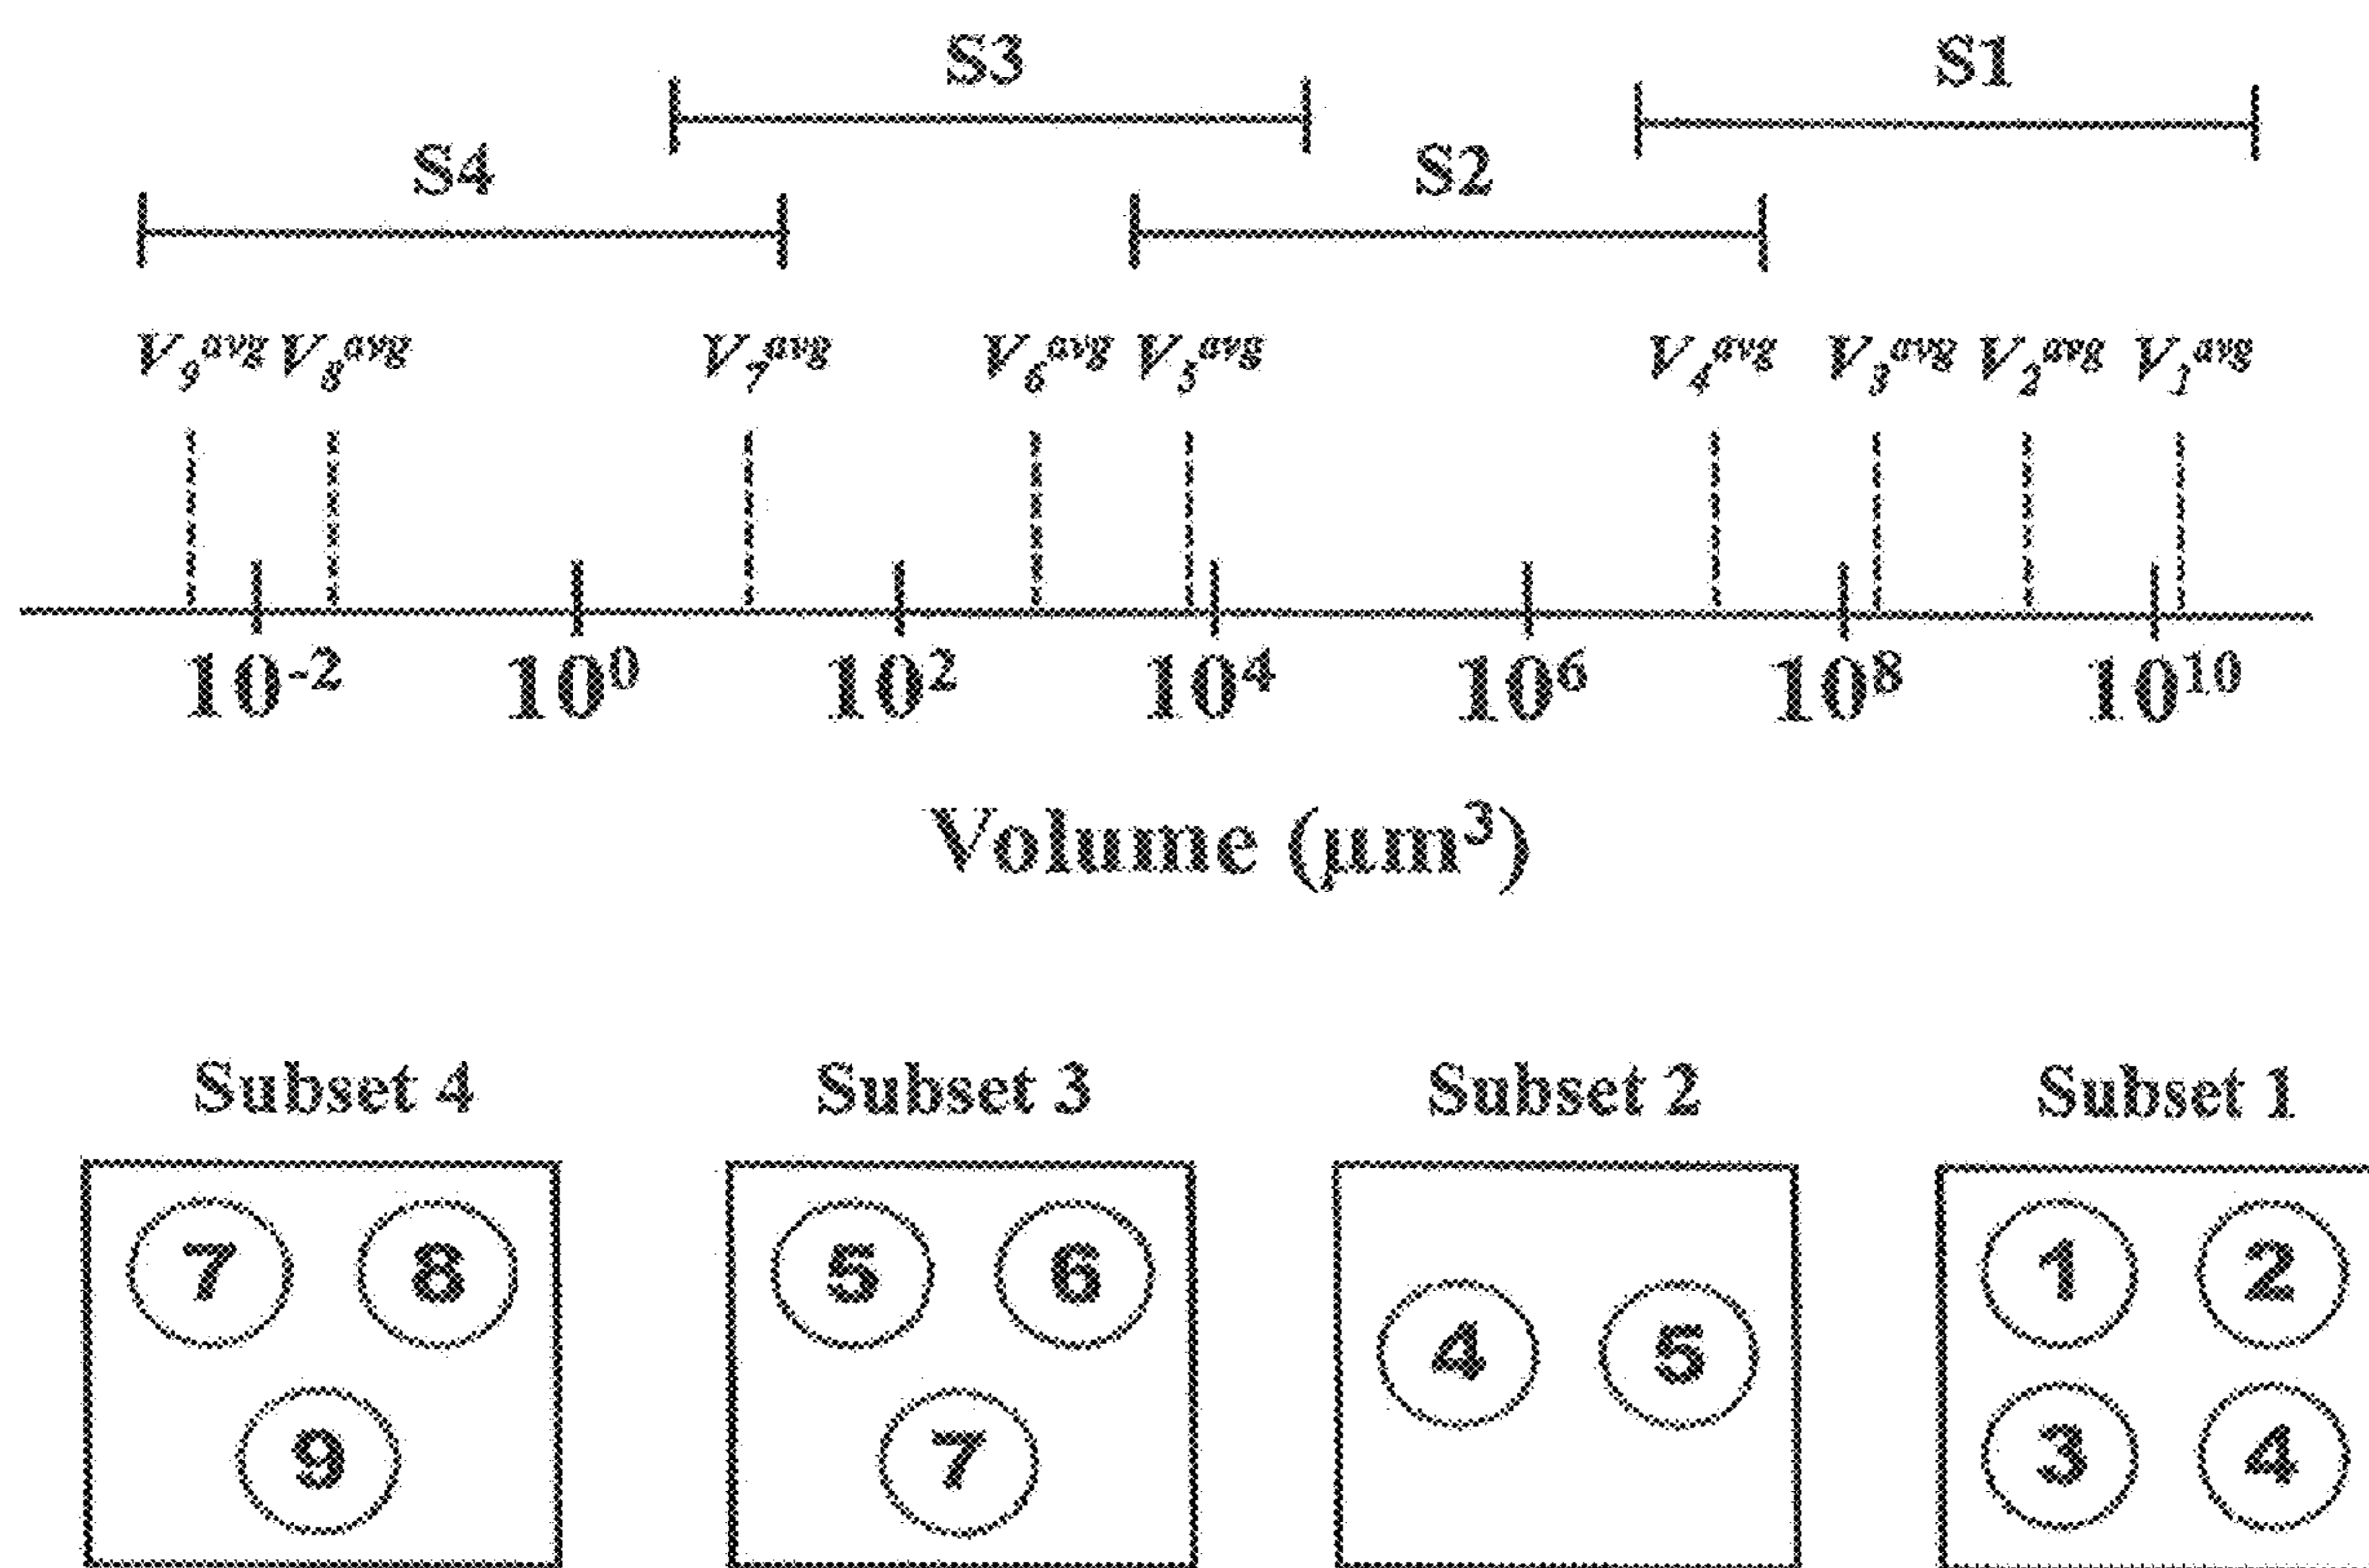 S3 S1
S4 S2
V₉ᵃᵛᵍ V₈ᵃᵛᵍ V₇ᵃᵛᵍ V₆ᵃᵛᵍ V₅ᵃᵛᵍ V₄ᵃᵛᵍ V₃ᵃᵛᵍ V₂ᵃᵛᵍ V₁ᵃᵛᵍ
10⁻² 10⁰ 10² 10⁴ 10⁶ 10⁸ 10¹⁰
Volume (μm³)
Subset 4 Subset 3 Subset 2 Subset 1
7 8 5 6 1 2
4 5
9 7 3 4